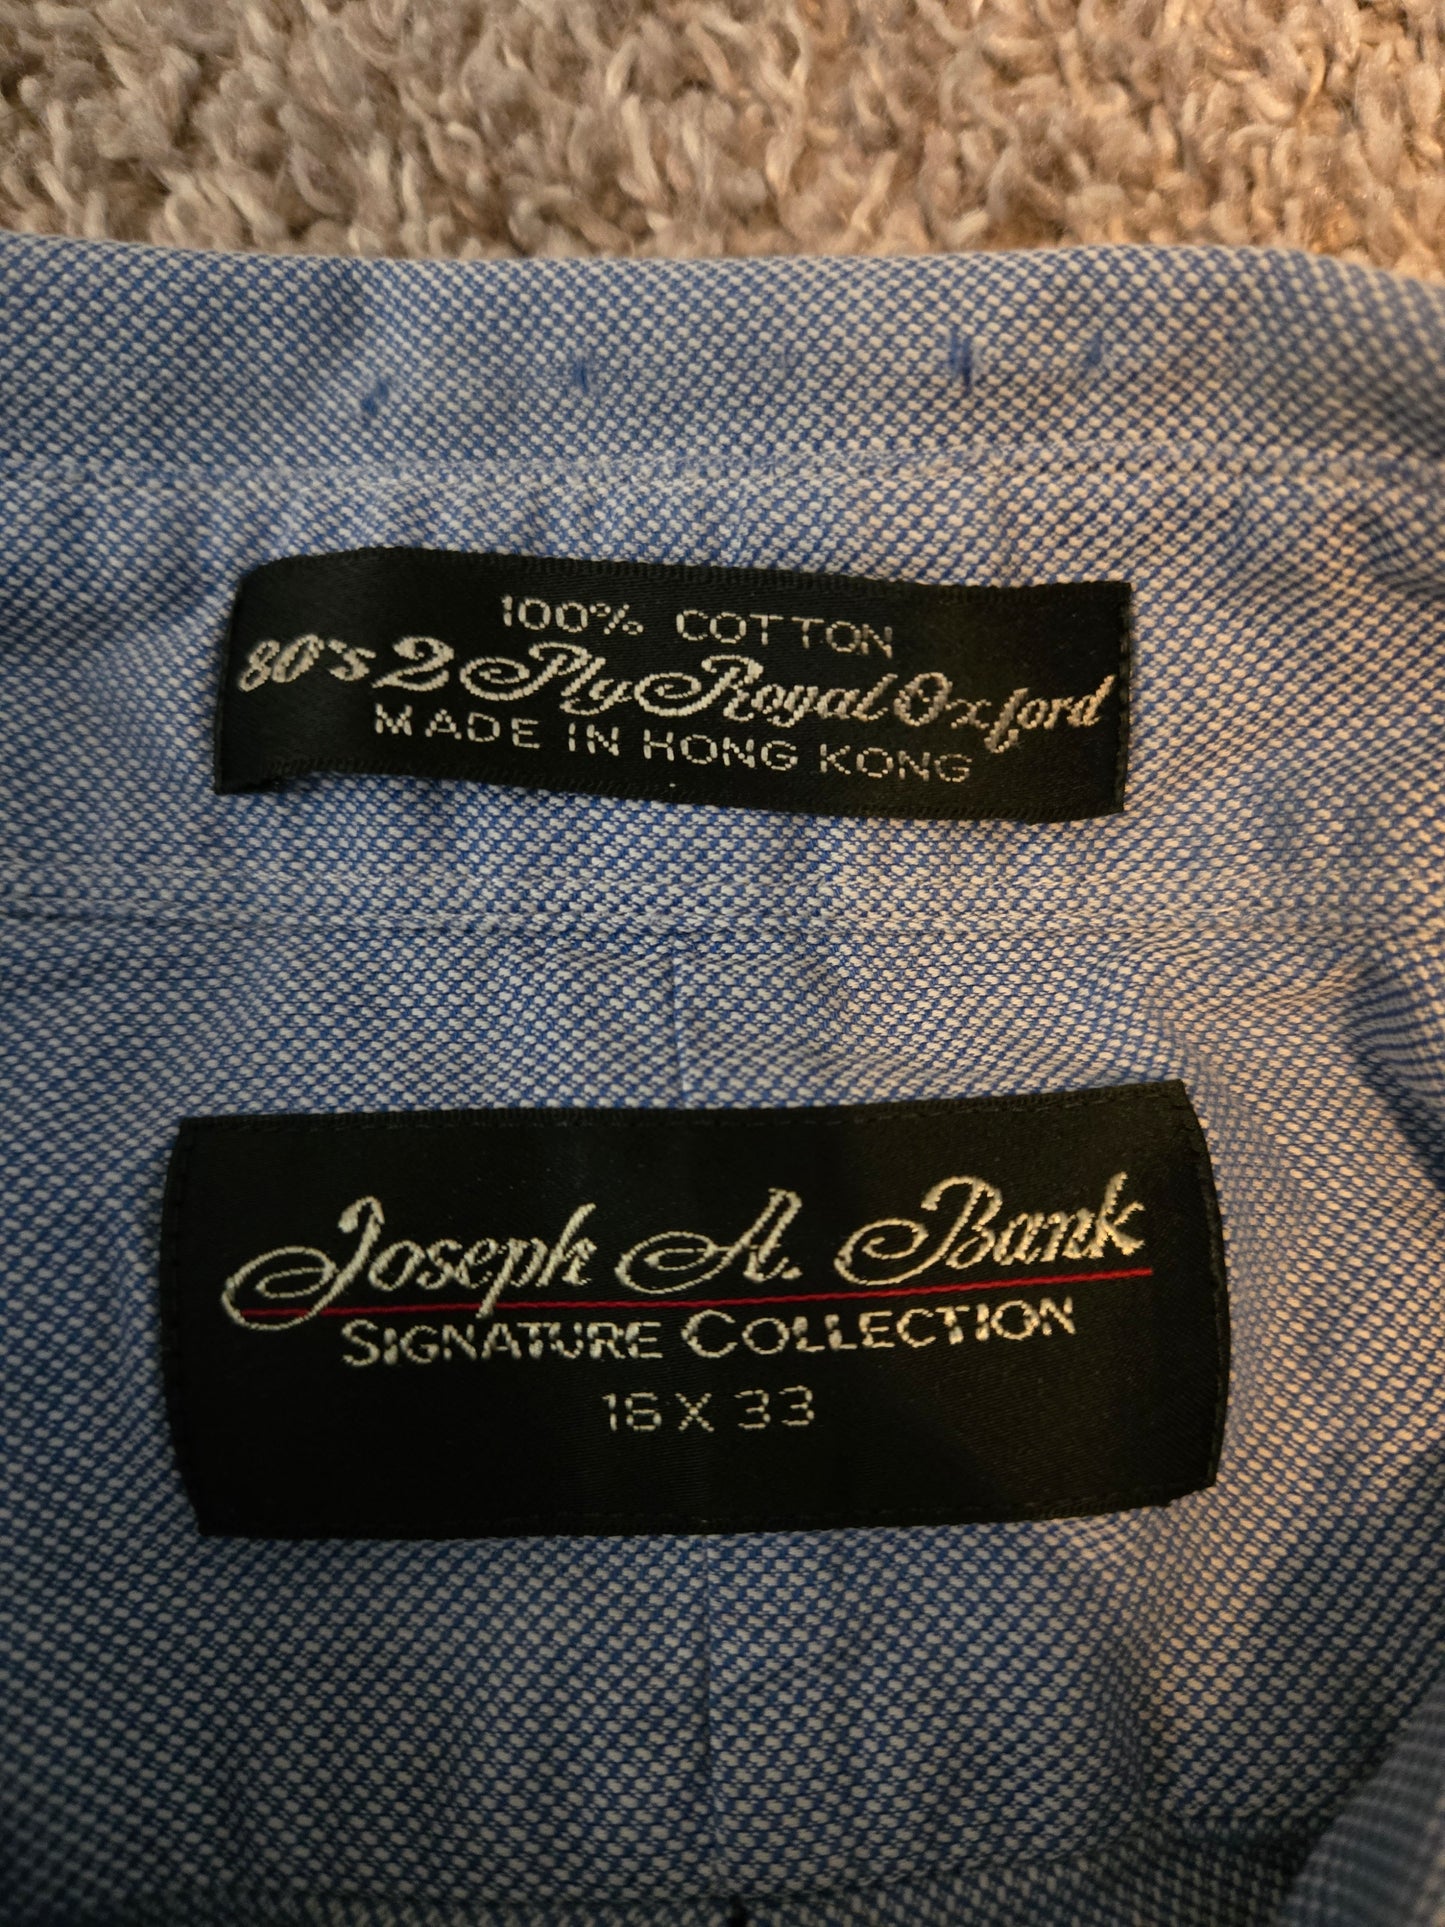 100% COTTON
80's 2 Ply Royal Oxford
MADE IN HONG KONG
Joseph A. Bank
SIGNATURE COLLECTION
16 X 33